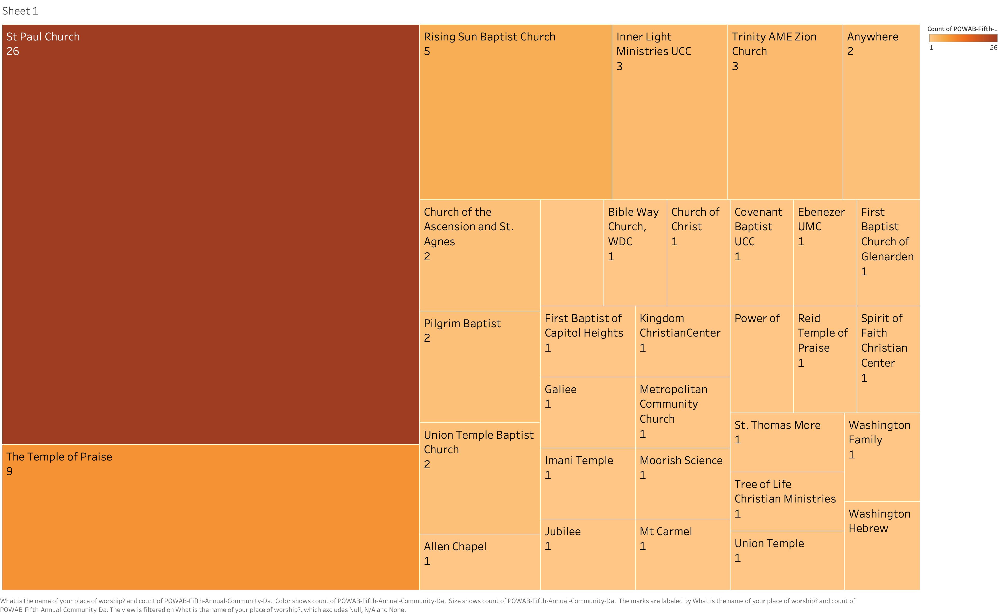 Sheet 1
St Paul Church
26
The Temple of Praise
9
Rising Sun Baptist Church
5
Inner Light
Ministries UCC
3
Trinity AME Zion
Church
3
Anywhere
2
Church of the
Ascension and St.
Agnes
2
Pilgrim Baptist
2
Union Temple Baptist
Church
2
Allen Chapel
1
Bible Way
Church,
WDC
1
Church of
Christ
1
Covenant
Baptist
UCC
1
Ebenezer
UMC
1
First
Baptist
Church of
Glenarden
1
First Baptist of
Capitol Heights
1
Galiee
1
Imani Temple
1
Jubilee
1
Kingdom
ChristianCenter
1
Metropolitan
Community
Church
1
Moorish Science
1
Mt Carmel
1
Power of
Reid
Temple of
Praise
1
Spirit of
Faith
Christian
Center
1
St. Thomas More
1
Tree of Life
Christian Ministries
1
Union Temple
1
Washington
Family
1
Washington
Hebrew
Count of POWAB-Fifth-..
1 26
What is the name of your place of worship? and count of POWAB-Fifth-Annual-Community-Da.  Color shows count of POWAB-Fifth-Annual-Community-Da.  Size shows count of POWAB-Fifth-Annual-Community-Da.  The marks are labeled by What is the name of your place of worship? and count of
POWAB-Fifth-Annual-Community-Da. The view is filtered on What is the name of your place of worship?, which excludes Null, N/A and None.